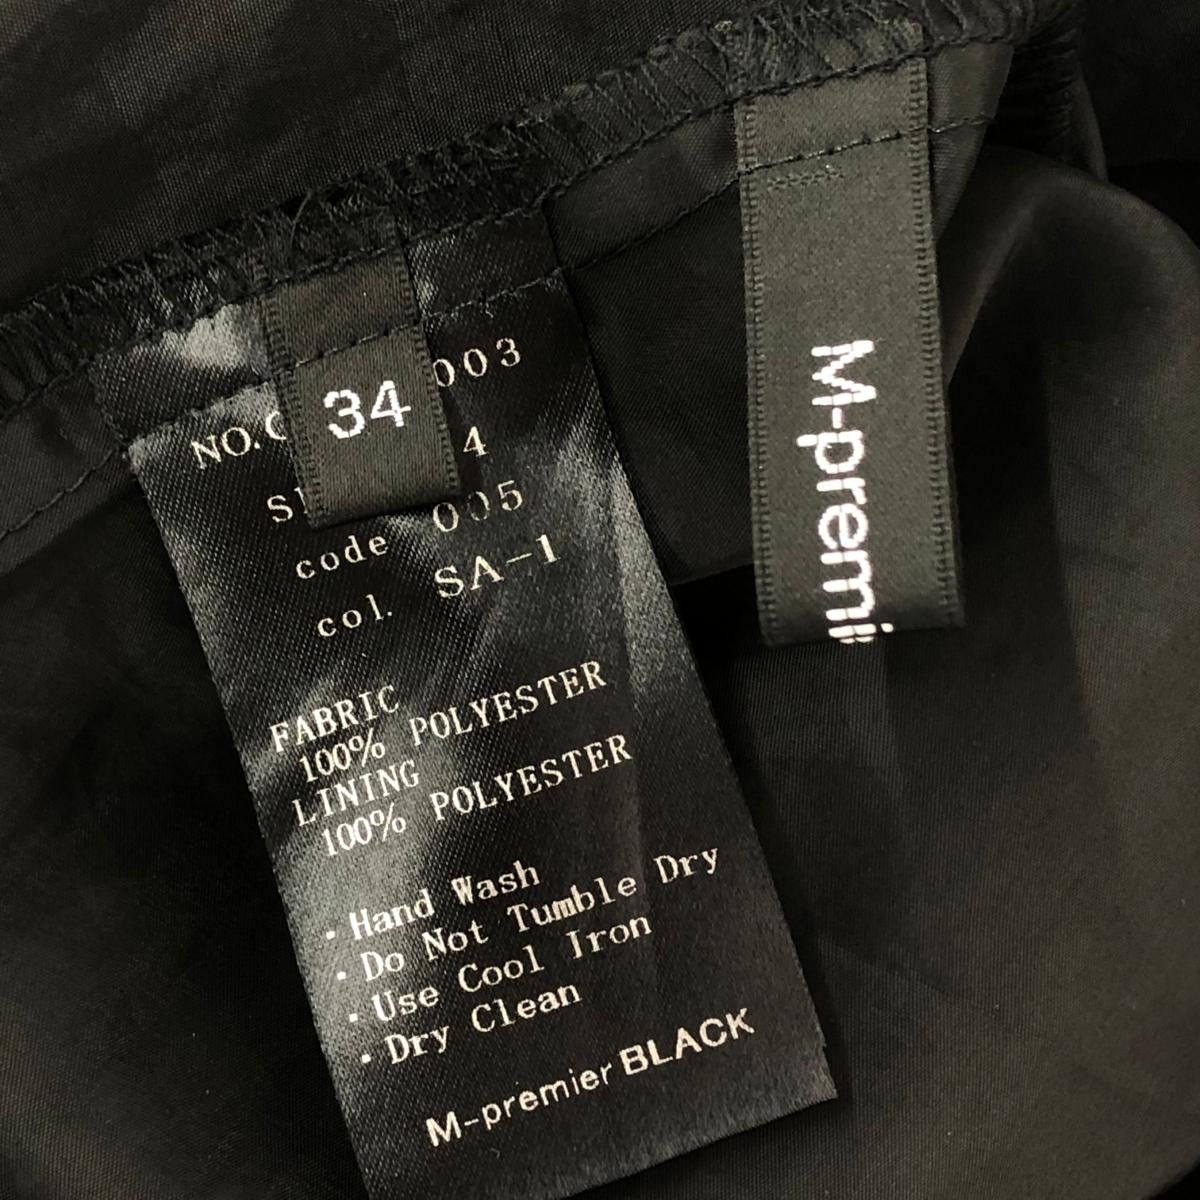 34
003
4
code 005
col. SA-1
FABRIC
100% POLYESTER
LINING
100% POLYESTER
· Hand Wash
· Do Not Tumble Dry
· Use Cool Iron
· Dry Clean
M-premier BLACK
M-premi